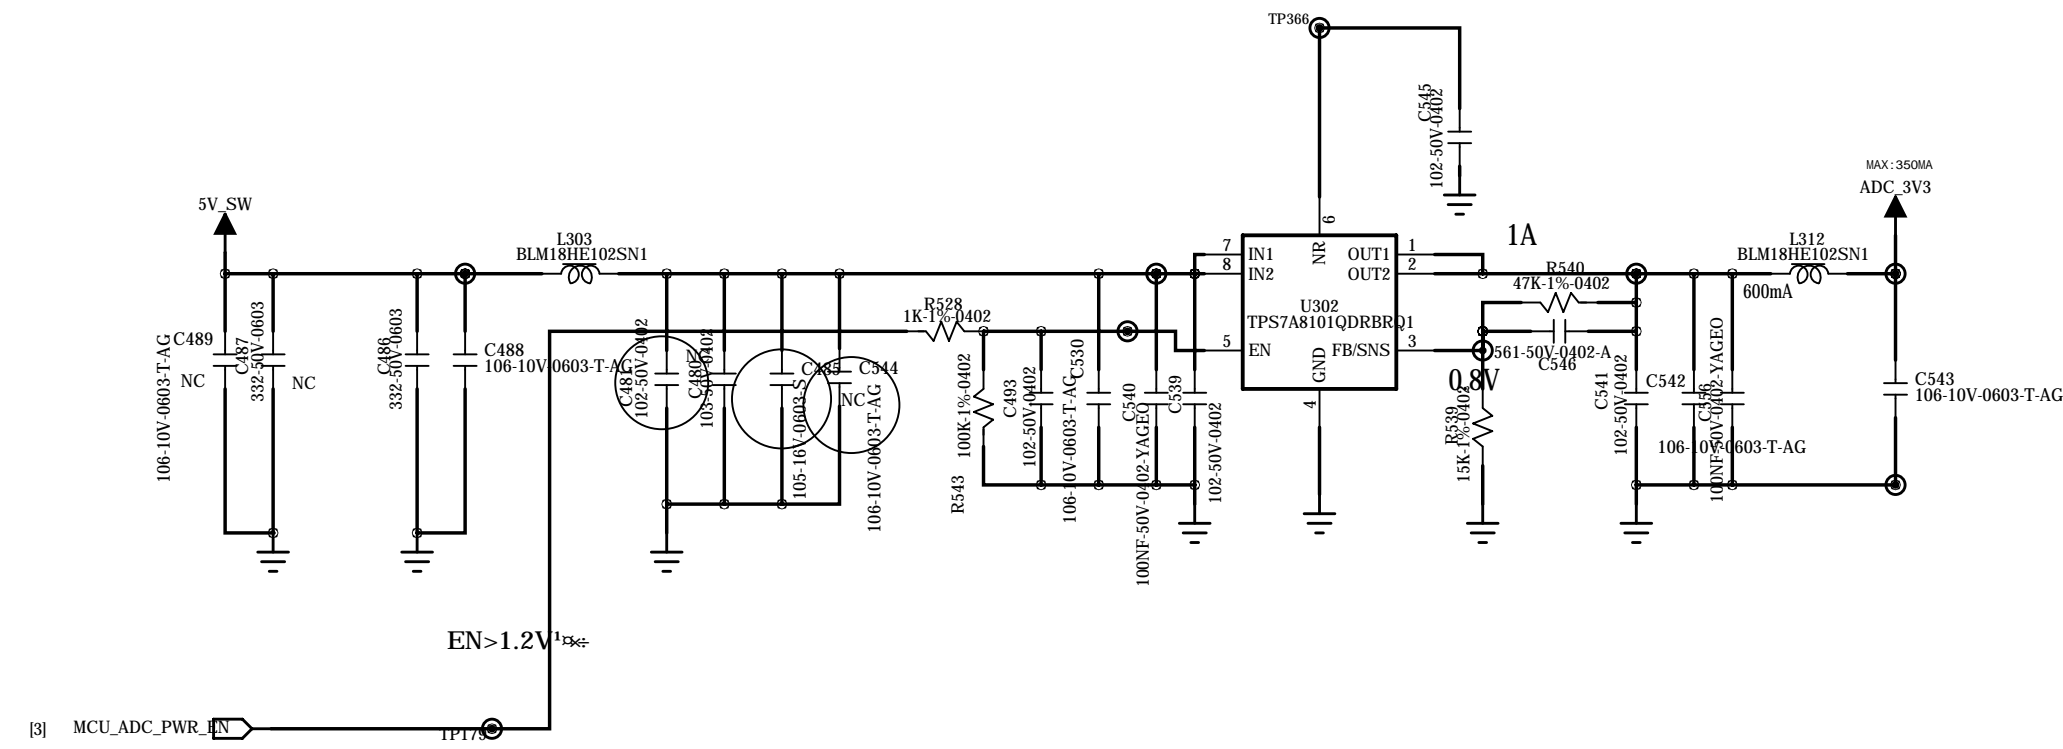 TP366
C545
102-50V-0402
MAX:350MA
ADC_3V3
5V_SW
L303
BLM18HE102SN1
6
NR
7
IN1
8
IN2
OUT1
1
OUT2
2
1A
L312
BLM18HE102SN1
600mA
R540
47K-1%-0402
U302
TPS7A8101QDRBRQ1
5
EN
FB/SNS
3
GND
4
561-50V-0402-A
C546
0.8V
R539
15K-1%-0402
C541
102-50V-0402
C542
106-10V-0603-T-AG
C556
100NF-50V-0402-YAGEO
C543
106-10V-0603-T-AG
C489
106-10V-0603-T-AG
NC
C487
332-50V-0603
NC
C486
332-50V-0603
C488
106-10V-0603-T-AG
C481
102-50V-0402
NC
C480
103-50V-0402
C485
105-16V-0603-S
C544
NC
106-10V-0603-T-AG
R528
1K-1%-0402
100K-1%-0402
R543
C493
102-50V-0402
C530
106-10V-0603-T-AG
C540
100NF-50V-0402-YAGEO
C539
102-50V-0402
EN>1.2V¹¤×÷
[3]
MCU_ADC_PWR_EN
TP179